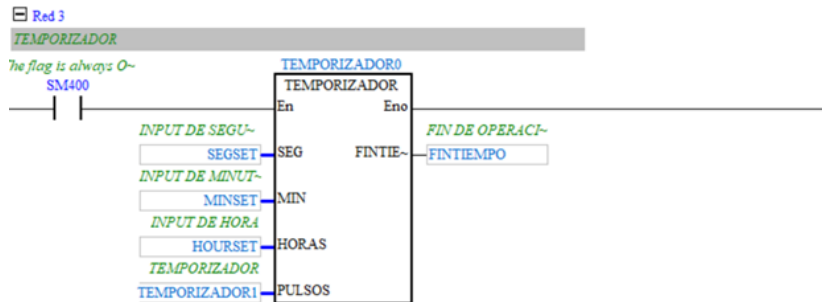 Red 3
TEMPORIZADOR
The flag is always O~
SM400
TEMPORIZADOR0
TEMPORIZADOR
En Eno
INPUT DE SEGU~
FIN DE OPERACI~
SEGSET SEG FINTIE~ FINTIEMPO
INPUT DE MINUT~
MINSET MIN
INPUT DE HORA
HOURSET HORAS
TEMPORIZADOR
TEMPORIZADOR1 PULSOS